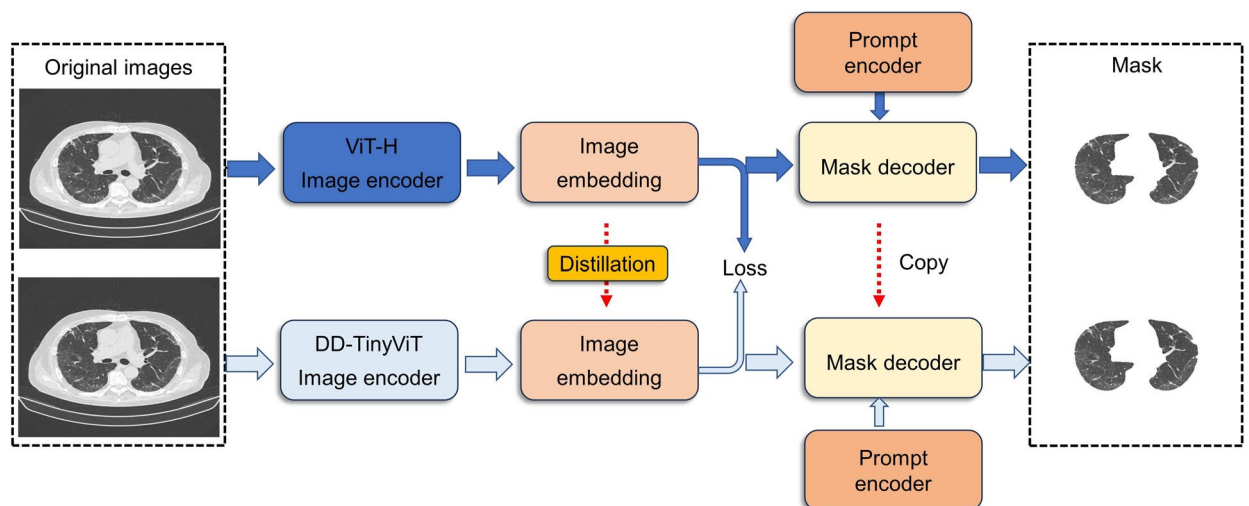 Original images
ViT-H
Image encoder
Image
embedding
Prompt
encoder
Mask decoder
Mask
Distillation
Loss
Copy
DD-TinyViT
Image encoder
Image
embedding
Mask decoder
Prompt
encoder